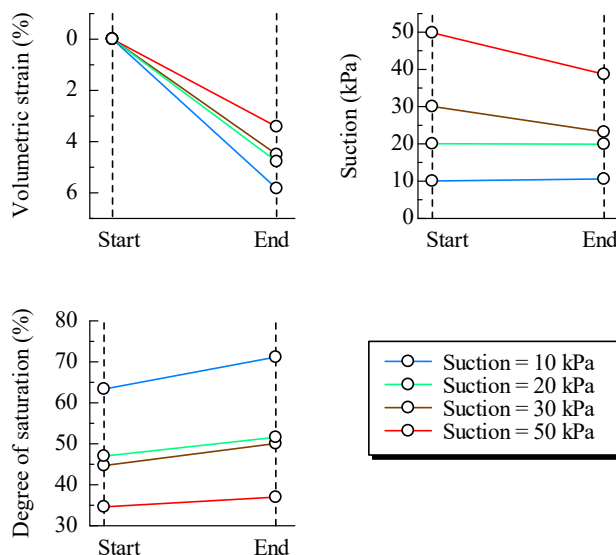 Volumetric strain (%)
0
2
4
6
Start
End
Suction (kPa)
50
40
30
20
10
0
Start
End
Degree of saturation (%)
80
70
60
50
40
30
Start
End
Suction = 10 kPa
Suction = 20 kPa
Suction = 30 kPa
Suction = 50 kPa